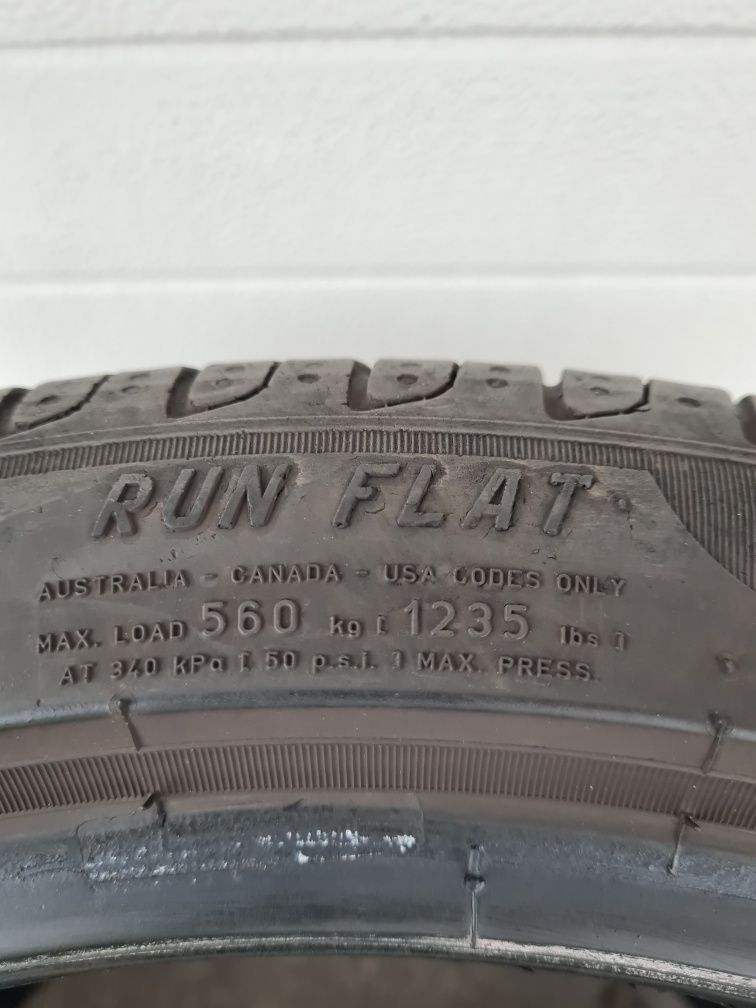 RUN FLAT
AUSTRALIA - CANADA - USA CODES ONLY
MAX. LOAD 560 kg [ 1235 lbs ]
AT 340 kPa [ 50 p.s.i. ] MAX. PRESS.